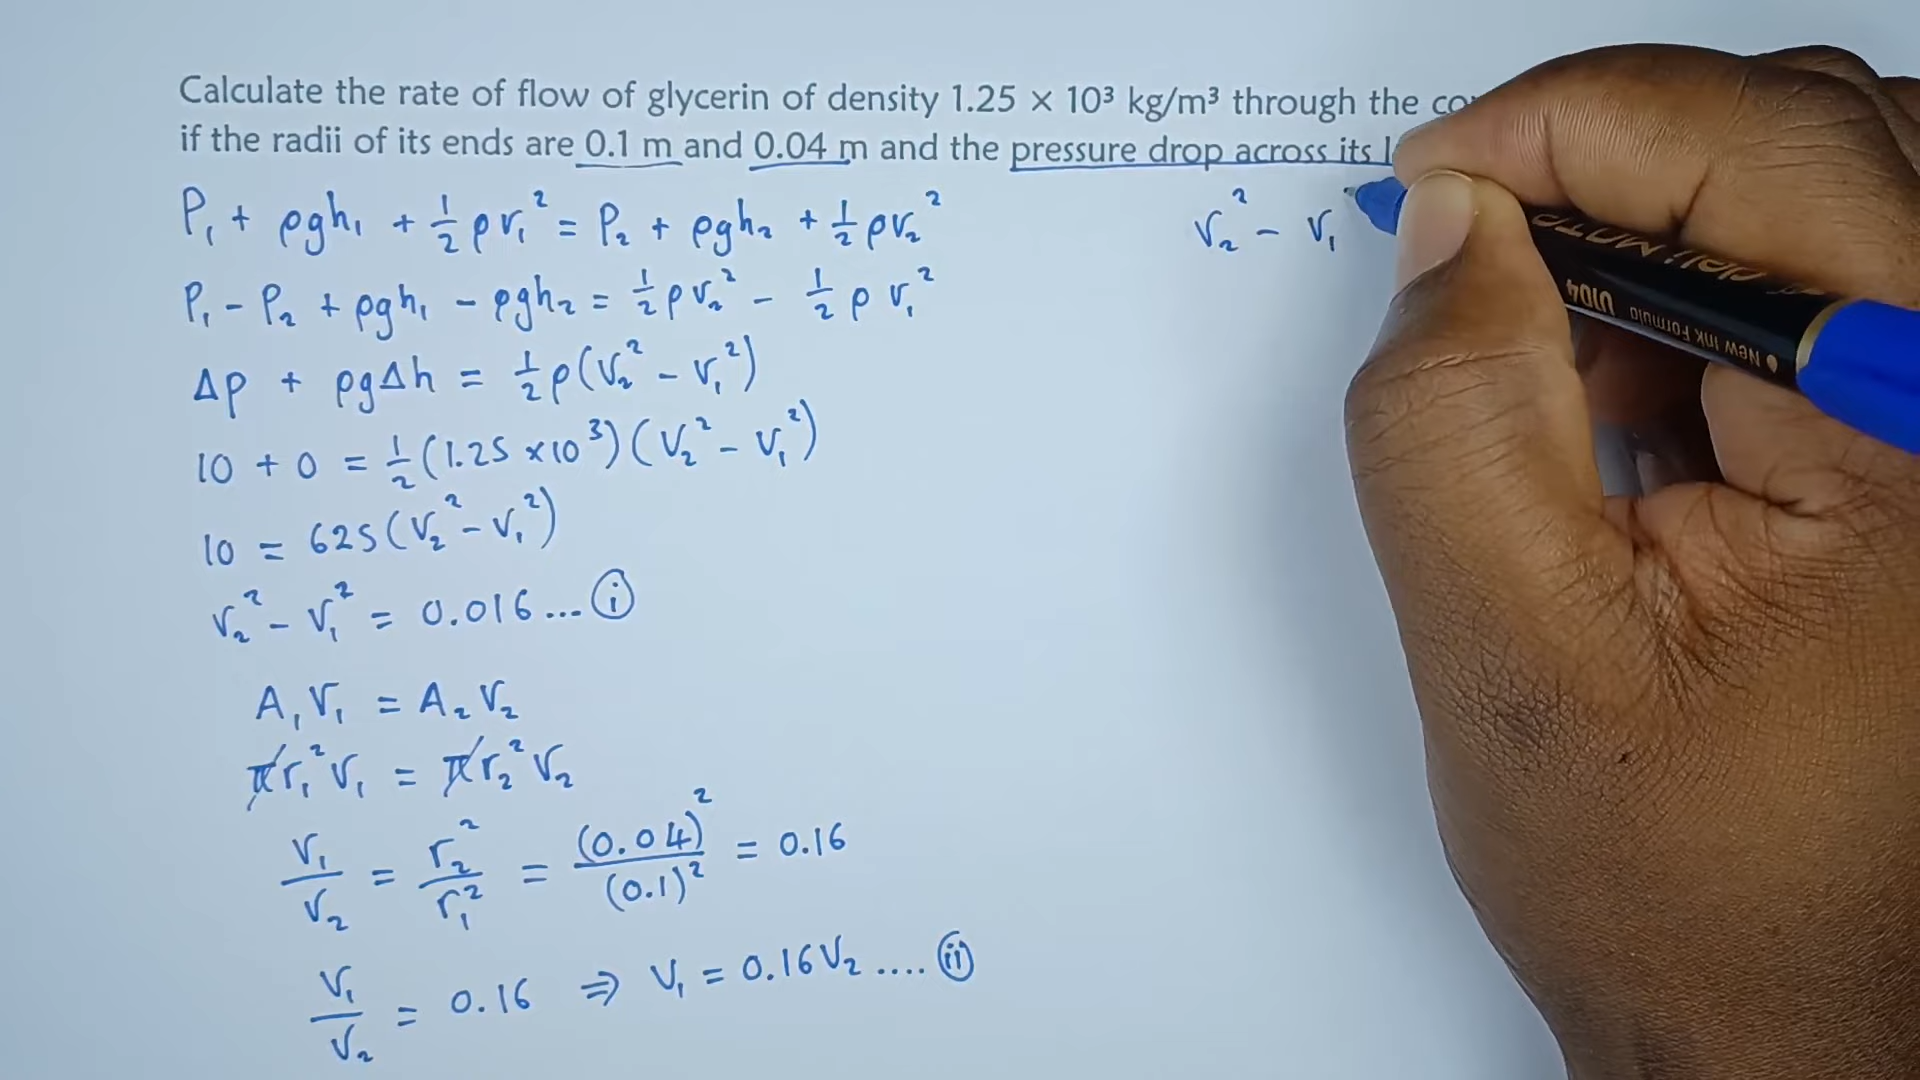 Calculate the rate of flow of glycerin of density 1.25 × 10³ kg/m³ through the
if the radii of its ends are 0.1 m and 0.04 m and the pressure drop across its
P₁ + ρgh₁ + ½ρv₁² = P₂ + ρgh₂ + ½ρv₂²
P₁ - P₂ + ρgh₁ - ρgh₂ = ½ρv₂² - ½ρv₁²
Δp + ρgΔh = ½ρ(v₂² - v₁²)
10 + 0 = ½(1.25 × 10³)(v₂² - v₁²)
10 = 625(v₂² - v₁²)
v₂² - v₁² = 0.016 ... (i)
A₁v₁ = A₂v₂
πr₁²v₁ = πr₂²v₂
v₁/v₂ = r₂²/r₁² = (0.04)²/(0.1)² = 0.16
v₁/v₂ = 0.16 ⇒ v₁ = 0.16v₂ .... (ii)
v₂² - v₁
New Ink Formula
U104